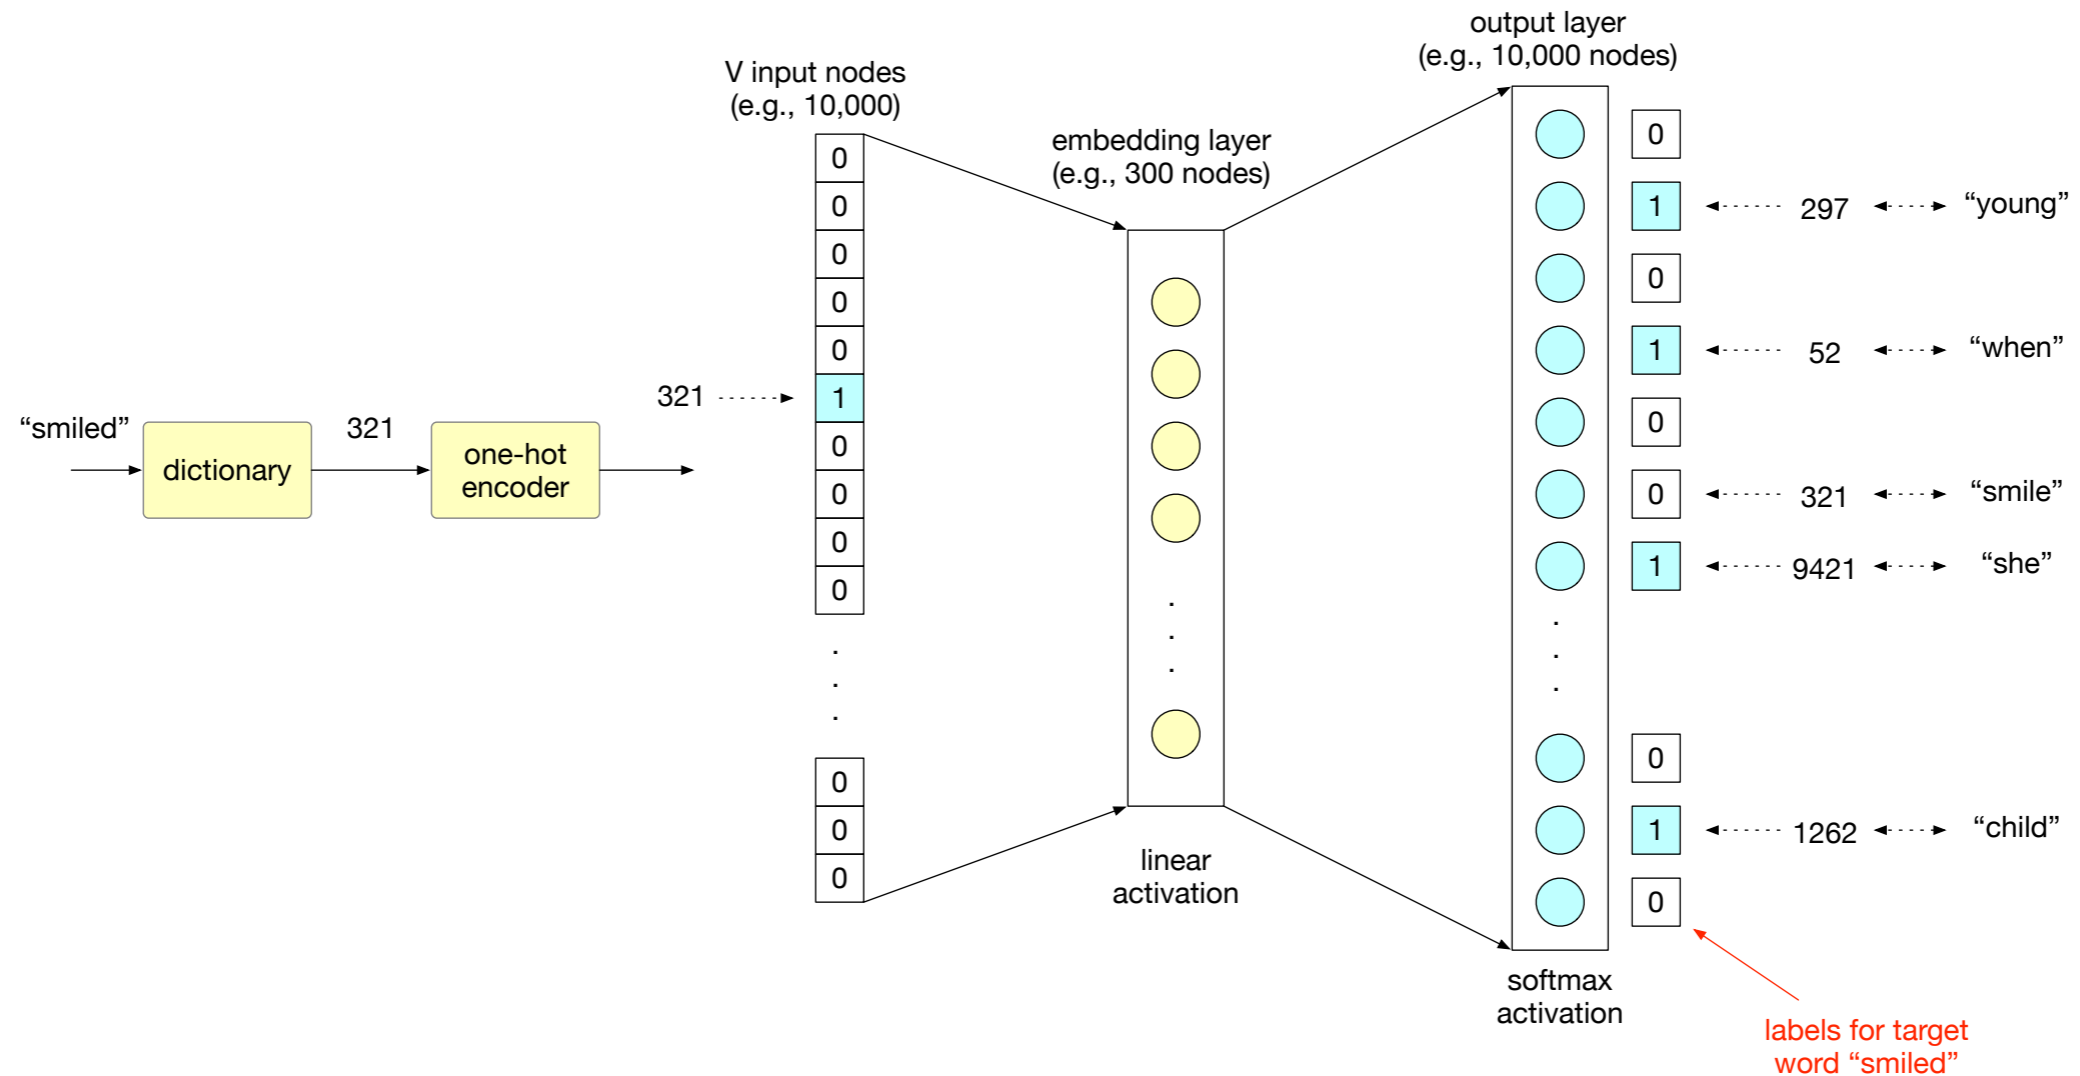 “smiled”
dictionary
321
one-hot
encoder
321
V input nodes
(e.g., 10,000)
0
0
0
0
0
1
0
0
0
0
.
.
.
0
0
0
embedding layer
(e.g., 300 nodes)
.
.
.
linear
activation
output layer
(e.g., 10,000 nodes)
.
.
.
softmax
activation
0
1 297 “young”
0
1 52 “when”
0
0 321 “smile”
1 9421 “she”
0
1 1262 “child”
0
labels for target
word “smiled”